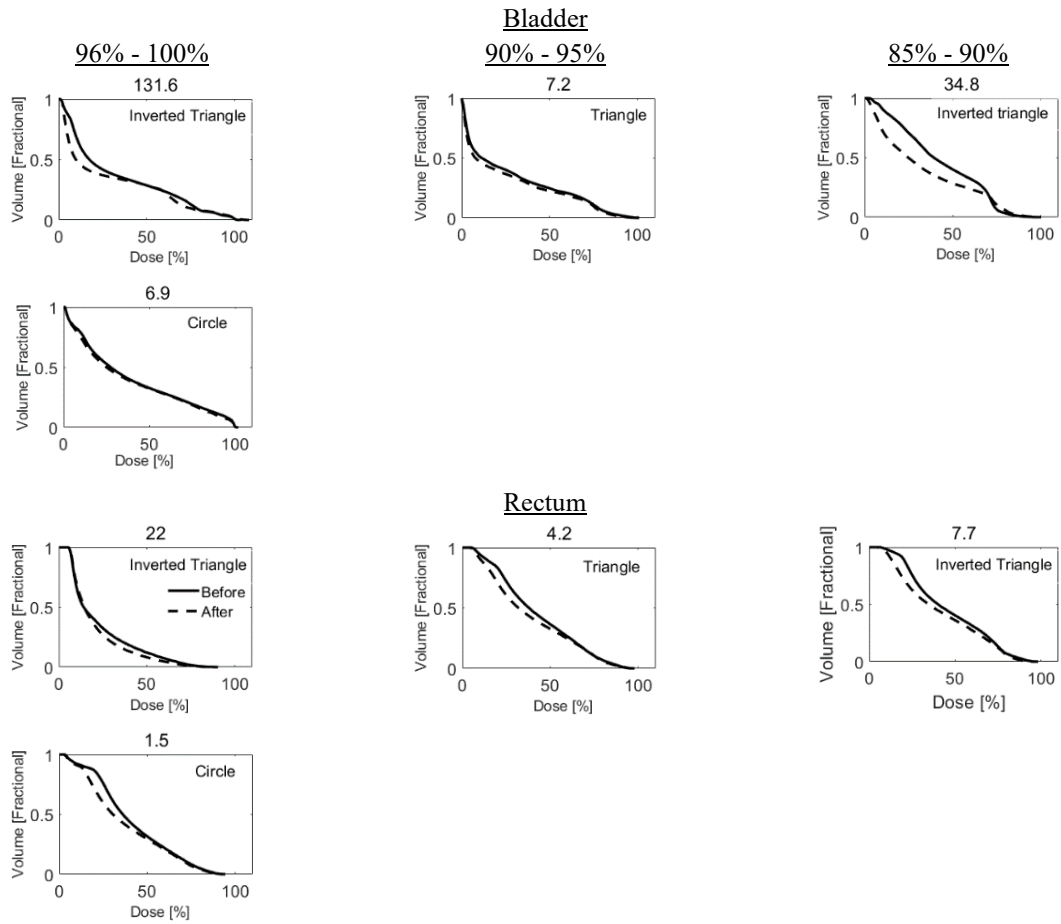 Bladder
96% - 100%
90% - 95%
85% - 90%
131.6
Inverted Triangle
Volume [Fractional]
1
0.5
0
0
50
100
Dose [%]
7.2
Triangle
Volume [Fractional]
1
0.5
0
0
50
100
Dose [%]
34.8
Inverted triangle
Volume [Fractional]
1
0.5
0
0
50
100
Dose [%]
6.9
Circle
Volume [Fractional]
1
0.5
0
0
50
100
Dose [%]
Rectum
22
Inverted Triangle
Before
After
Volume [Fractional]
1
0.5
0
0
50
100
Dose [%]
4.2
Triangle
Volume [Fractional]
1
0.5
0
0
50
100
Dose [%]
7.7
Inverted Triangle
Volume [Fractional]
1
0.5
0
0
50
100
Dose [%]
1.5
Circle
Volume [Fractional]
1
0.5
0
0
50
100
Dose [%]